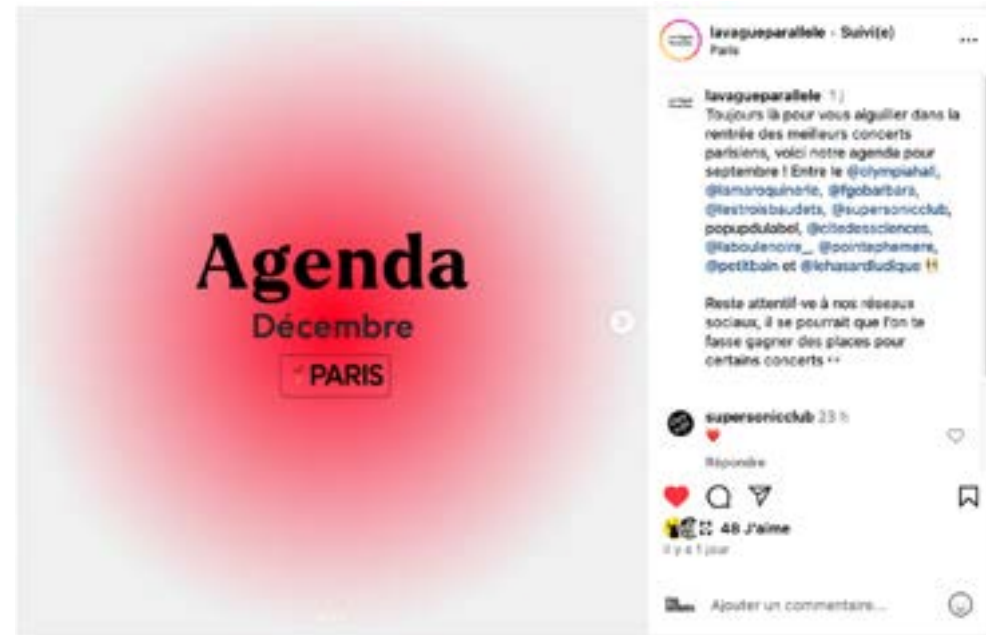 Agenda
Décembre
PARIS
lavagueparallele · Suivi(e)
Paris
lavagueparallele 1 j
Toujours là pour vous aiguiller dans la
rentrée des meilleurs concerts
parisiens, voici notre agenda pour
septembre ! Entre le @olympiahall,
@lamaroquinerie, @fgobarbara,
@lestroisbaudets, @supersonicclub,
popupdulabel, @citedessciences,
@laboulenoire_, @pointephemere,
@petitbain et @lehasardludique
Reste attentif·ve à nos réseaux
sociaux, il se pourrait que l'on te
fasse gagner des places pour
certains concerts
supersonicclub 23 h
Répondre
48 J'aime
il y a 1 jour
Ajouter un commentaire...